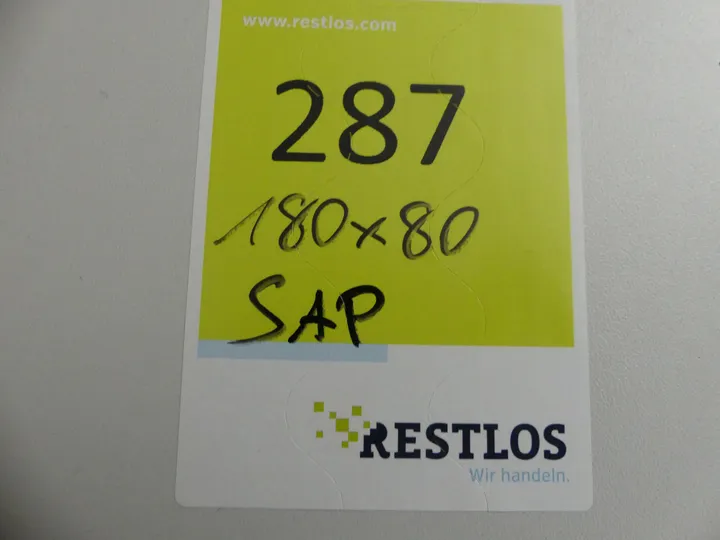 www.restlos.com
287
180x80
SAP
RESTLOS
Wir handeln.